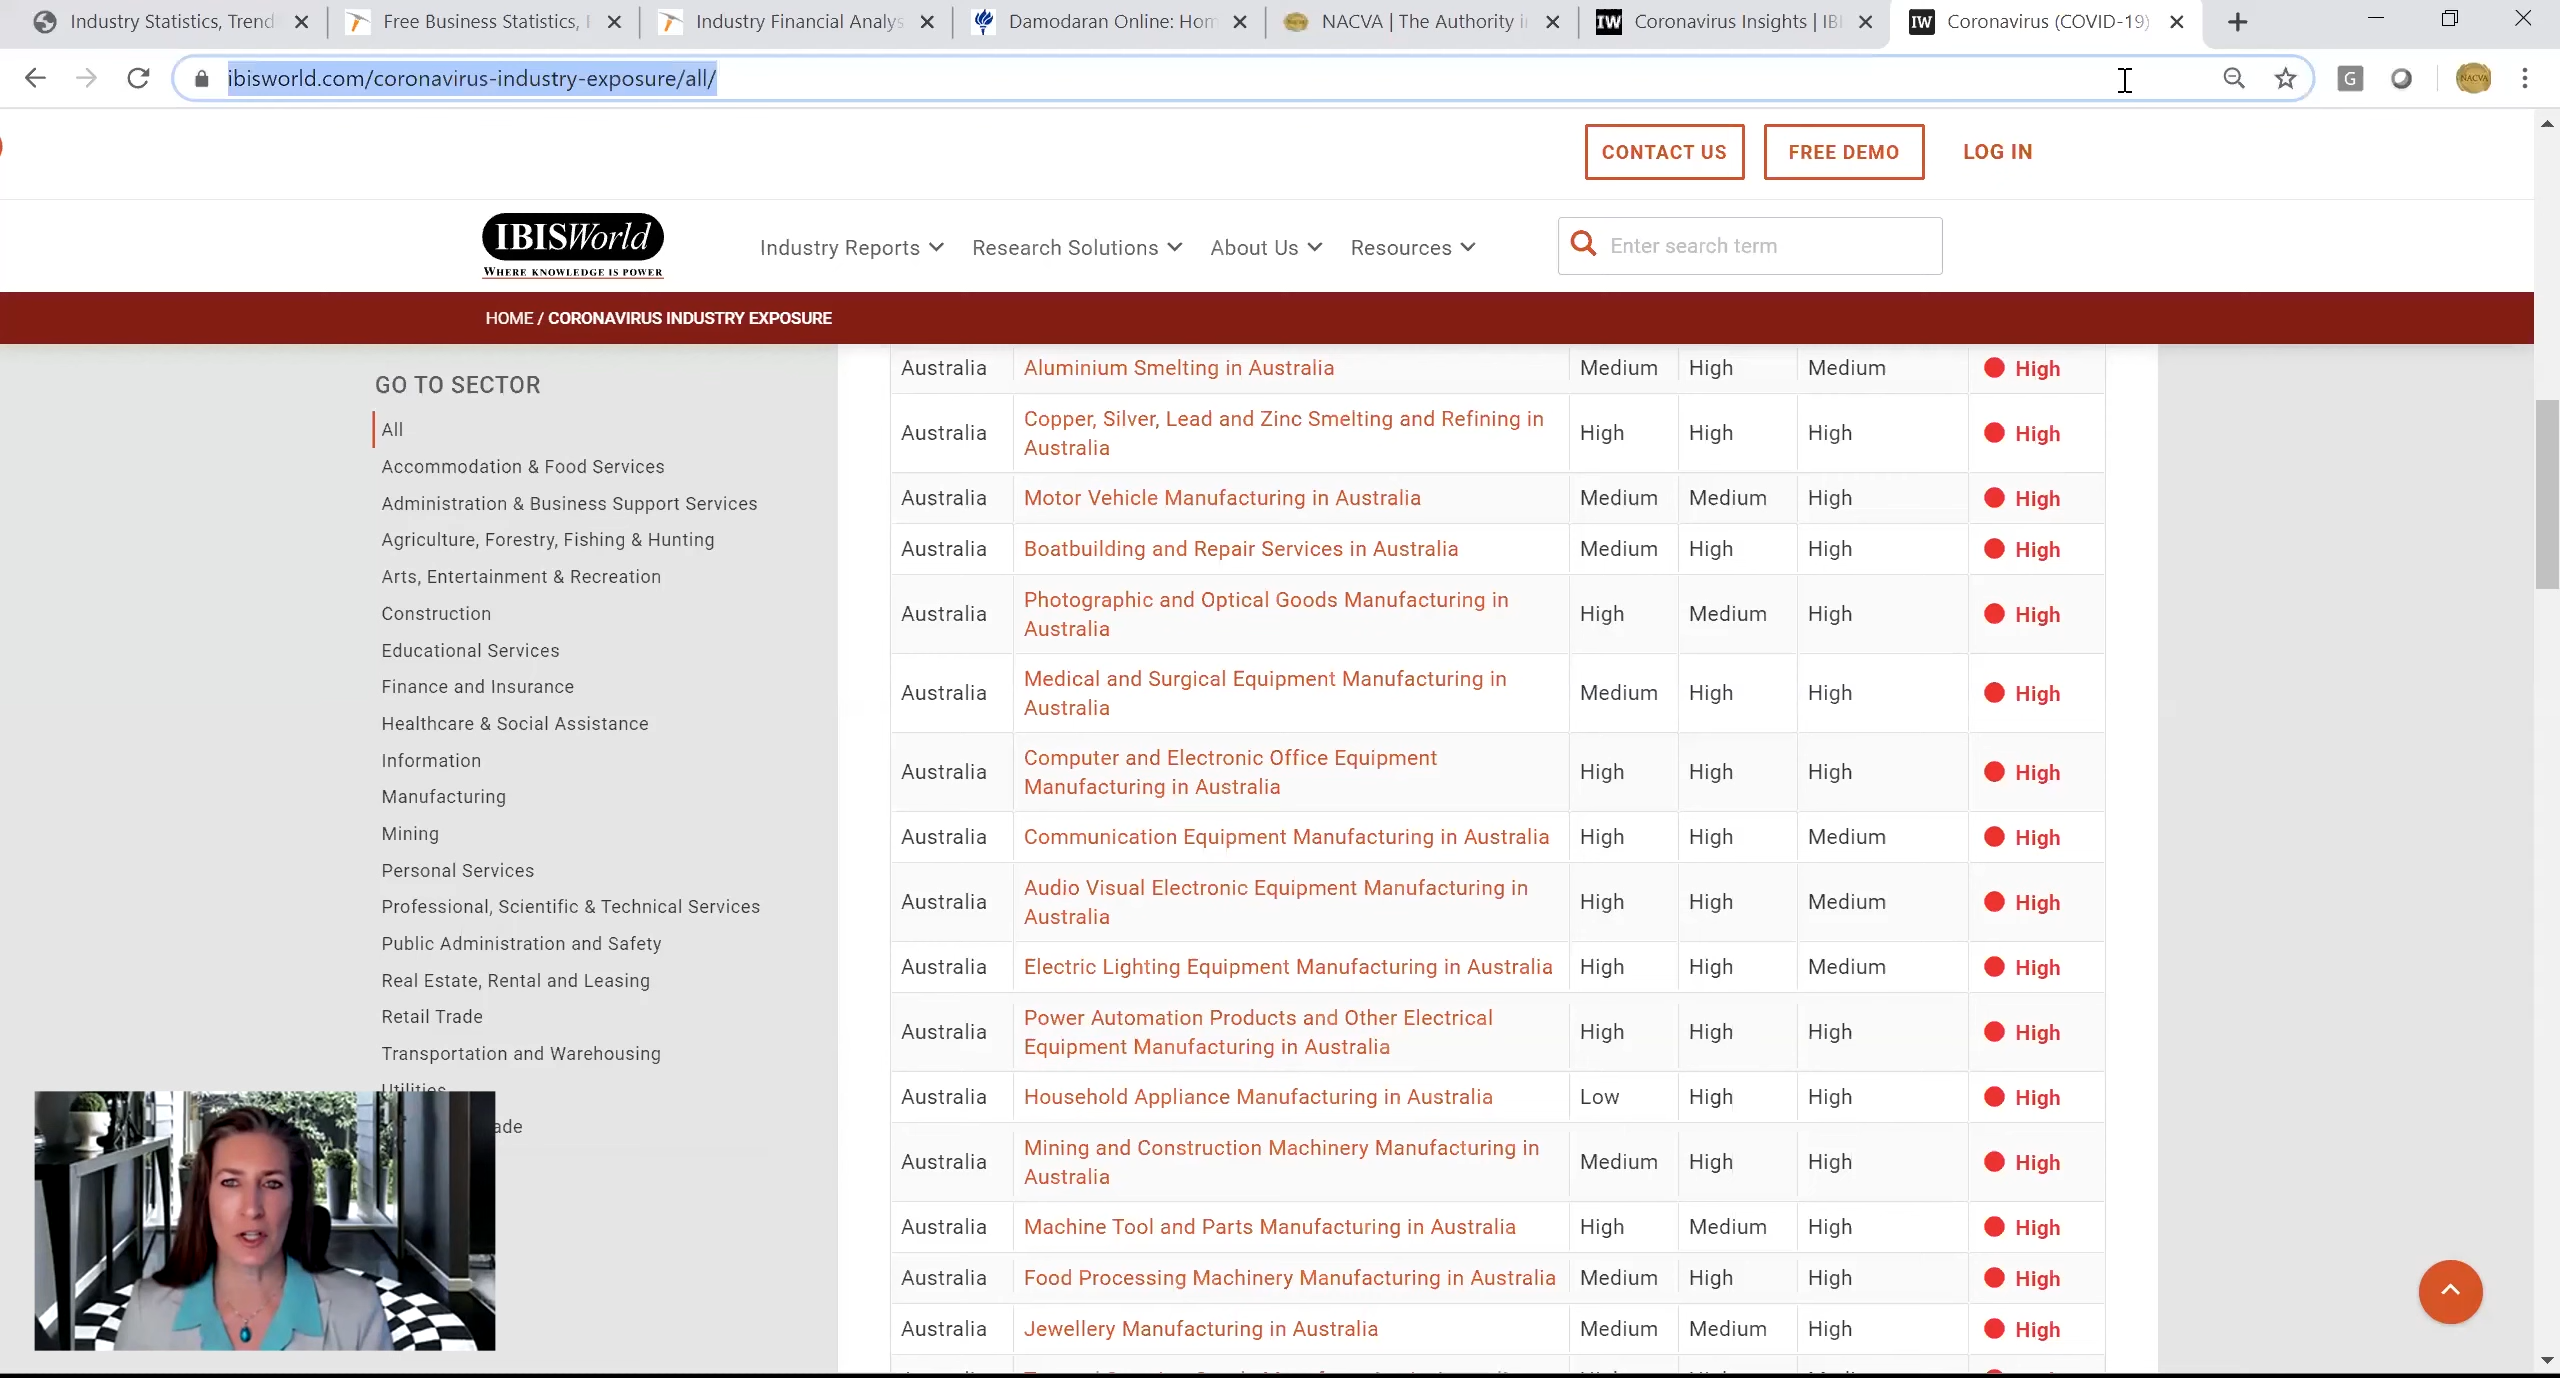 Industry Statistics, Trend
Free Business Statistics, I
Industry Financial Analys
Damodaran Online: Hom
NACVA | The Authority i
IW Coronavirus Insights | IBI
IW Coronavirus (COVID-19)
ibisworld.com/coronavirus-industry-exposure/all/
G
NACVA
CONTACT US
FREE DEMO
LOG IN
IBISWorld
WHERE KNOWLEDGE IS POWER
Industry Reports
Research Solutions
About Us
Resources
Enter search term
HOME / CORONAVIRUS INDUSTRY EXPOSURE
GO TO SECTOR
All
Accommodation & Food Services
Administration & Business Support Services
Agriculture, Forestry, Fishing & Hunting
Arts, Entertainment & Recreation
Construction
Educational Services
Finance and Insurance
Healthcare & Social Assistance
Information
Manufacturing
Mining
Personal Services
Professional, Scientific & Technical Services
Public Administration and Safety
Real Estate, Rental and Leasing
Retail Trade
Transportation and Warehousing
Utilities
ade
Australia Aluminium Smelting in Australia Medium High Medium High
Australia Copper, Silver, Lead and Zinc Smelting and Refining in
Australia High High High High
Australia Motor Vehicle Manufacturing in Australia Medium Medium High High
Australia Boatbuilding and Repair Services in Australia Medium High High High
Australia Photographic and Optical Goods Manufacturing in
Australia High Medium High High
Australia Medical and Surgical Equipment Manufacturing in
Australia Medium High High High
Australia Computer and Electronic Office Equipment
Manufacturing in Australia High High High High
Australia Communication Equipment Manufacturing in Australia High High Medium High
Australia Audio Visual Electronic Equipment Manufacturing in
Australia High High Medium High
Australia Electric Lighting Equipment Manufacturing in Australia High High Medium High
Australia Power Automation Products and Other Electrical
Equipment Manufacturing in Australia High High High High
Australia Household Appliance Manufacturing in Australia Low High High High
Australia Mining and Construction Machinery Manufacturing in
Australia Medium High High High
Australia Machine Tool and Parts Manufacturing in Australia High Medium High High
Australia Food Processing Machinery Manufacturing in Australia Medium High High High
Australia Jewellery Manufacturing in Australia Medium Medium High High